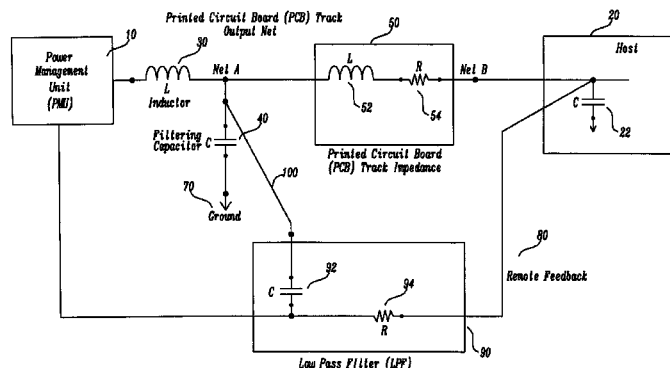 Printed Circuit Board (PCB) Track
Output Net
10
Power
Management
Unit
(PMU)
30
L
Inductor
Net A
50
L
52
R
54
Net B
Printed Circuit Board
(PCB) Track Impedance
20
Host
C
22
Filtering
Capacitor
C
40
70
Ground
100
80
Remote Feedback
C
92
94
R
90
Low Pass Filter (LPF)